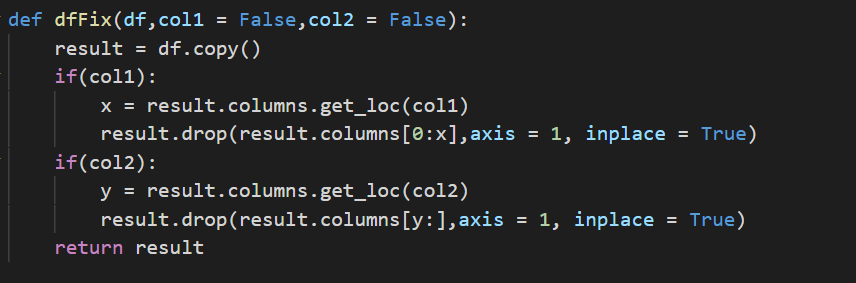 def dfFix(df,col1 = False,col2 = False):
    result = df.copy()
    if(col1):
        x = result.columns.get_loc(col1)
        result.drop(result.columns[0:x],axis = 1, inplace = True)
    if(col2):
        y = result.columns.get_loc(col2)
        result.drop(result.columns[y:],axis = 1, inplace = True)
    return result